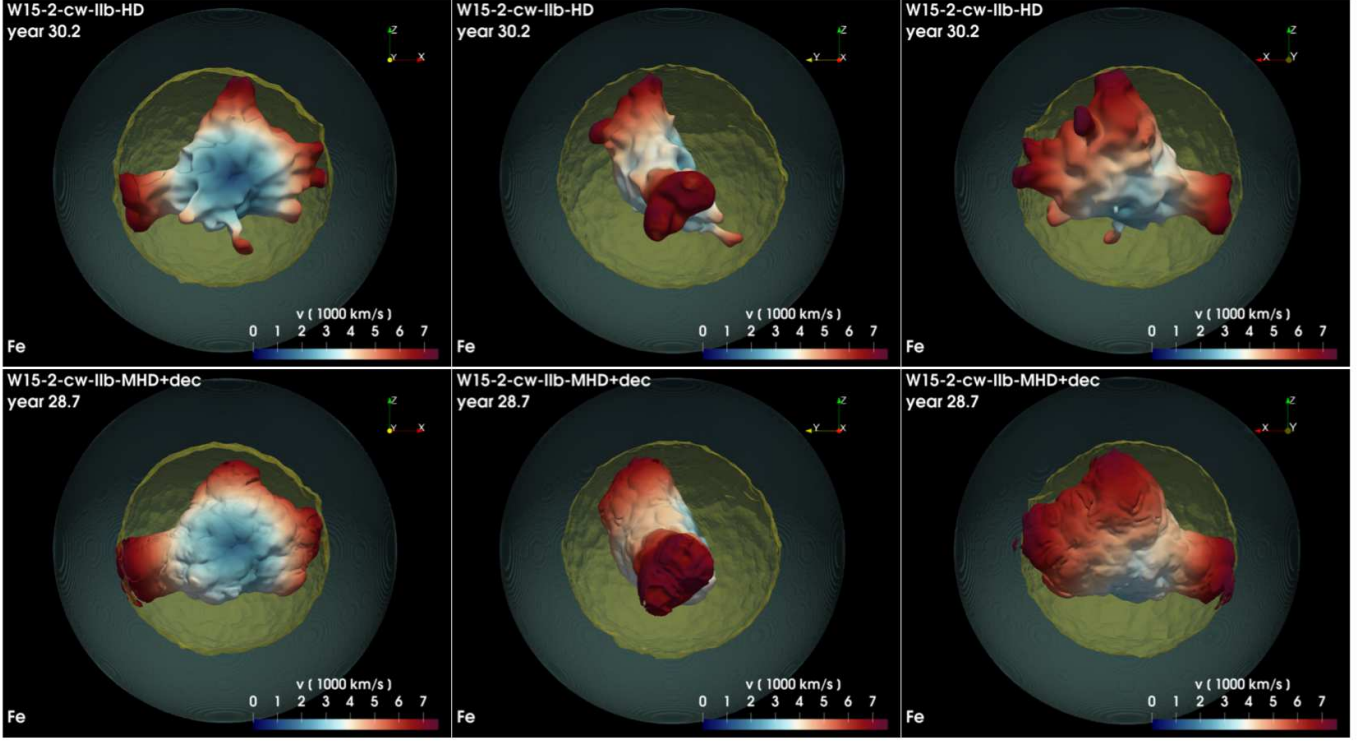 W15-2-cw-IIb-HD
year 30.2
Z
Y X
v ( 1000 km/s )
0 1 2 3 4 5 6 7
Fe
W15-2-cw-IIb-HD
year 30.2
Z
Y X
v ( 1000 km/s )
0 1 2 3 4 5 6 7
Fe
W15-2-cw-IIb-HD
year 30.2
Z
X Y
v ( 1000 km/s )
0 1 2 3 4 5 6 7
Fe
W15-2-cw-IIb-MHD+dec
year 28.7
Z
Y X
v ( 1000 km/s )
0 1 2 3 4 5 6 7
Fe
W15-2-cw-IIb-MHD+dec
year 28.7
Z
Y X
v ( 1000 km/s )
0 1 2 3 4 5 6 7
Fe
W15-2-cw-IIb-MHD+dec
year 28.7
Z
X Y
v ( 1000 km/s )
0 1 2 3 4 5 6 7
Fe